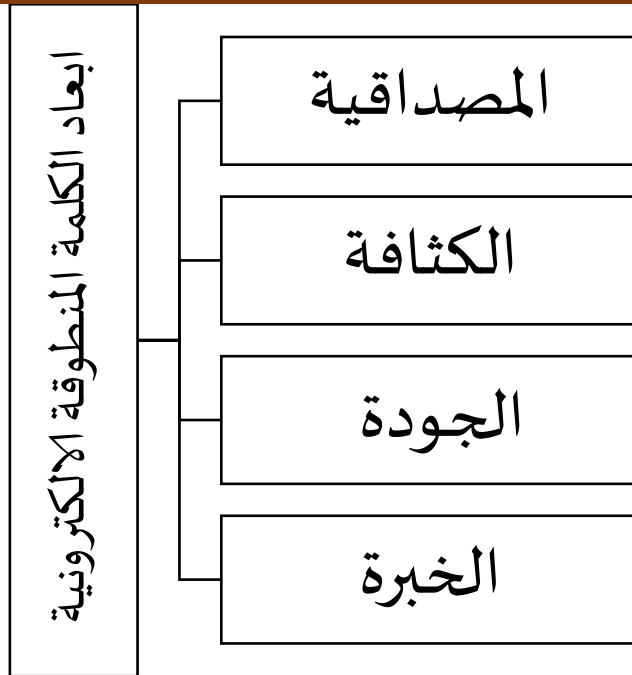 ابعاد الكلمة المنطوقة الالكترونية
المصداقية
الكثافة
الجودة
الخبرة